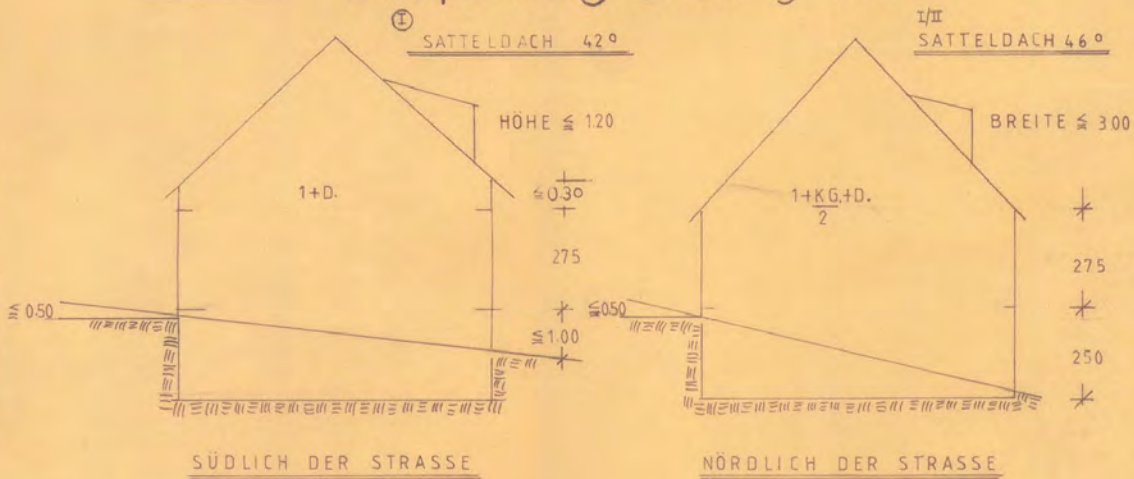 Ⓘ
SATTELDACH 42°
HÖHE ≦ 1.20
1+D.
≦0.30
275
≦ 0.50
≦1.00
SÜDLICH DER STRASSE
I/II
SATTELDACH 46°
BREITE ≦ 3.00
1+KG.+D.
2
275
≦0.50
250
NÖRDLICH DER STRASSE